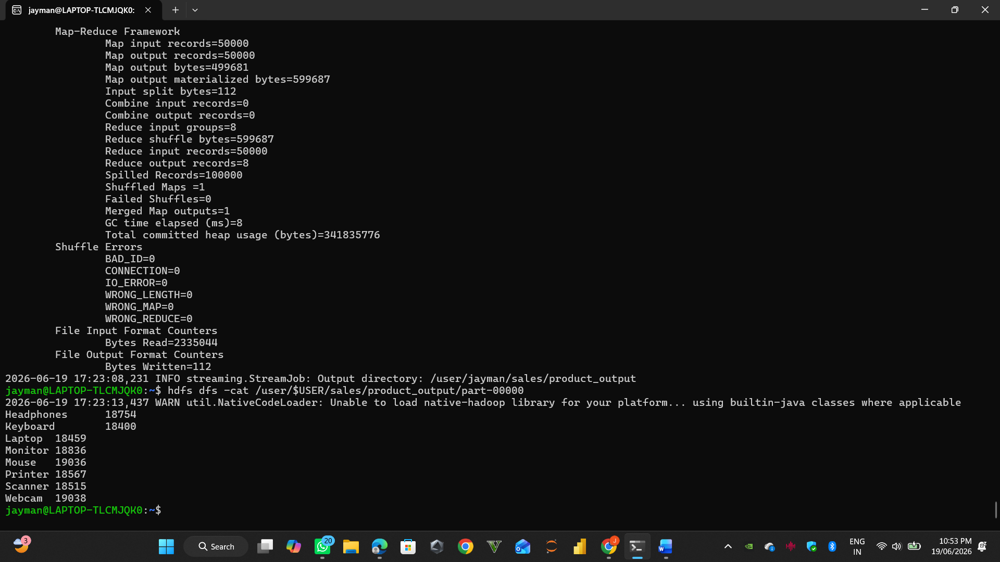 jayman@LAPTOP-TLCMJQK0:
Map-Reduce Framework
Map input records=50000
Map output records=50000
Map output bytes=499681
Map output materialized bytes=599687
Input split bytes=112
Combine input records=0
Combine output records=0
Reduce input groups=8
Reduce shuffle bytes=599687
Reduce input records=50000
Reduce output records=8
Spilled Records=100000
Shuffled Maps =1
Failed Shuffles=0
Merged Map outputs=1
GC time elapsed (ms)=8
Total committed heap usage (bytes)=341835776
Shuffle Errors
BAD_ID=0
CONNECTION=0
IO_ERROR=0
WRONG_LENGTH=0
WRONG_MAP=0
WRONG_REDUCE=0
File Input Format Counters
Bytes Read=2335044
File Output Format Counters
Bytes Written=112
2026-06-19 17:23:08,231 INFO streaming.StreamJob: Output directory: /user/jayman/sales/product_output
jayman@LAPTOP-TLCMJQK0:~$ hdfs dfs -cat /user/$USER/sales/product_output/part-00000
2026-06-19 17:23:13,437 WARN util.NativeCodeLoader: Unable to load native-hadoop library for your platform... using builtin-java classes where applicable
Headphones 18754
Keyboard 18400
Laptop 18459
Monitor 18836
Mouse 19036
Printer 18567
Scanner 18515
Webcam 19038
jayman@LAPTOP-TLCMJQK0:~$
3
Search
20
J
ENG
IN
10:53 PM
19/06/2026